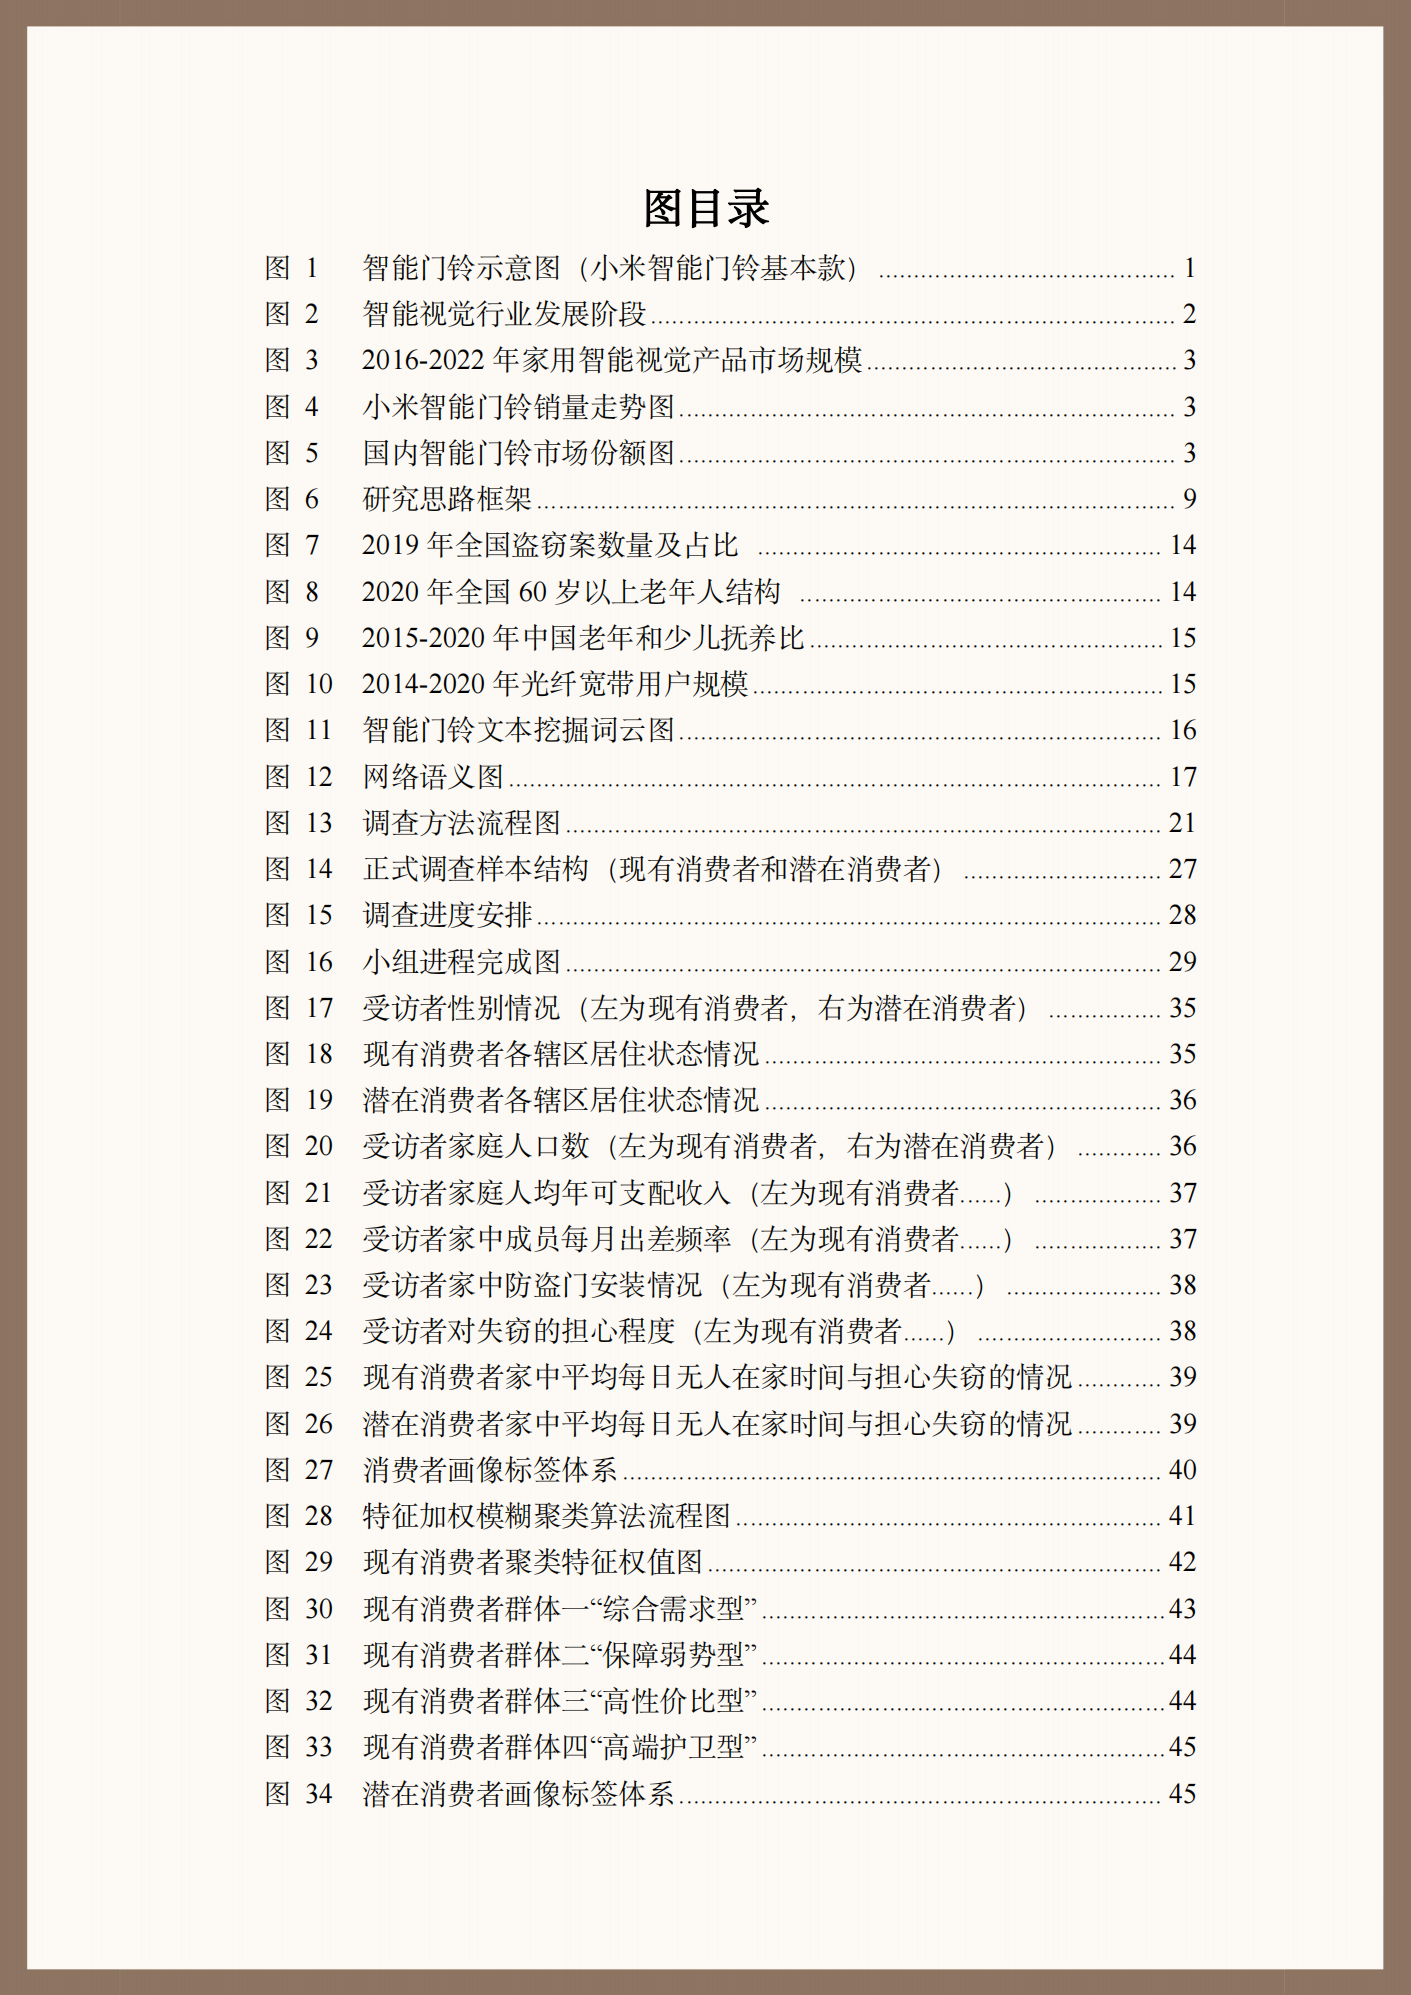 图目录
图 1 智能门铃示意图（小米智能门铃基本款） ........................................ 1
图 2 智能视觉行业发展阶段 ........................................ 2
图 3 2016-2022 年家用智能视觉产品市场规模 ........................................ 3
图 4 小米智能门铃销量走势图 ........................................ 3
图 5 国内智能门铃市场份额图 ........................................ 3
图 6 研究思路框架 ........................................ 9
图 7 2019 年全国盗窃案数量及占比 ........................................ 14
图 8 2020 年全国 60 岁以上老年人结构 ........................................ 14
图 9 2015-2020 年中国老年和少儿抚养比 ........................................ 15
图 10 2014-2020 年光纤宽带用户规模 ........................................ 15
图 11 智能门铃文本挖掘词云图 ........................................ 16
图 12 网络语义图 ........................................ 17
图 13 调查方法流程图 ........................................ 21
图 14 正式调查样本结构（现有消费者和潜在消费者） ............................ 27
图 15 调查进度安排 ........................................ 28
图 16 小组进程完成图 ........................................ 29
图 17 受访者性别情况（左为现有消费者，右为潜在消费者） ................ 35
图 18 现有消费者各辖区居住状态情况 ........................................ 35
图 19 潜在消费者各辖区居住状态情况 ........................................ 36
图 20 受访者家庭人口数（左为现有消费者，右为潜在消费者） ............ 36
图 21 受访者家庭人均年可支配收入（左为现有消费者......） .................. 37
图 22 受访者家中成员每月出差频率（左为现有消费者......） .................. 37
图 23 受访者家中防盗门安装情况（左为现有消费者......） ...................... 38
图 24 受访者对失窃的担心程度（左为现有消费者......） .......................... 38
图 25 现有消费者家中平均每日无人在家时间与担心失窃的情况 ............ 39
图 26 潜在消费者家中平均每日无人在家时间与担心失窃的情况 ............ 39
图 27 消费者画像标签体系 ........................................ 40
图 28 特征加权模糊聚类算法流程图 ........................................ 41
图 29 现有消费者聚类特征权值图 ........................................ 42
图 30 现有消费者群体一“综合需求型” ........................................ 43
图 31 现有消费者群体二“保障弱势型” ........................................ 44
图 32 现有消费者群体三“高性价比型” ........................................ 44
图 33 现有消费者群体四“高端护卫型” ........................................ 45
图 34 潜在消费者画像标签体系 ........................................ 45